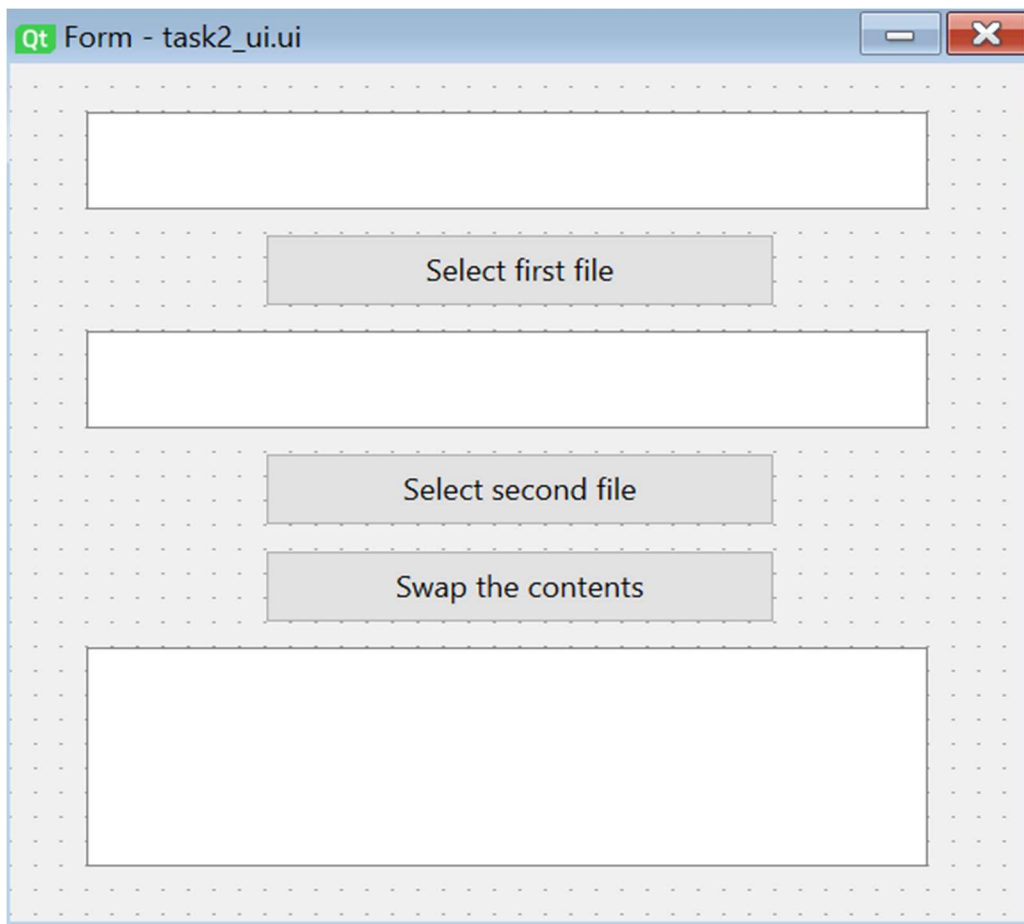 Qt Form - task2_ui.ui
Select first file
Select second file
Swap the contents